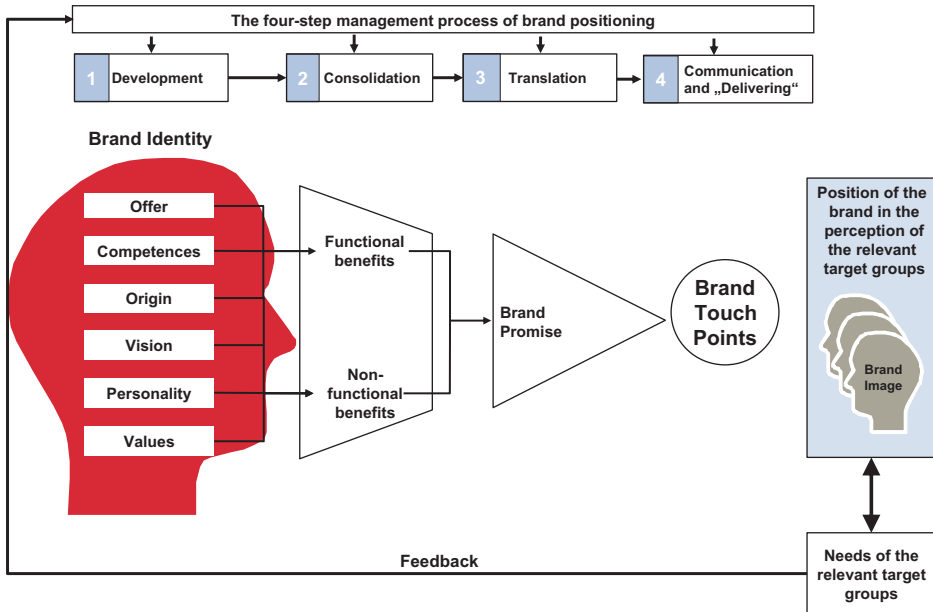 The four-step management process of brand positioning
1
Development
2
Consolidation
3
Translation
4
Communication
and „Delivering“
Brand Identity
Offer
Competences
Origin
Vision
Personality
Values
Functional
benefits
Non-
functional
benefits
Brand
Promise
Brand
Touch
Points
Position of the
brand in the
perception of
the relevant
target groups
Brand
Image
Feedback
Needs of the
relevant target
groups